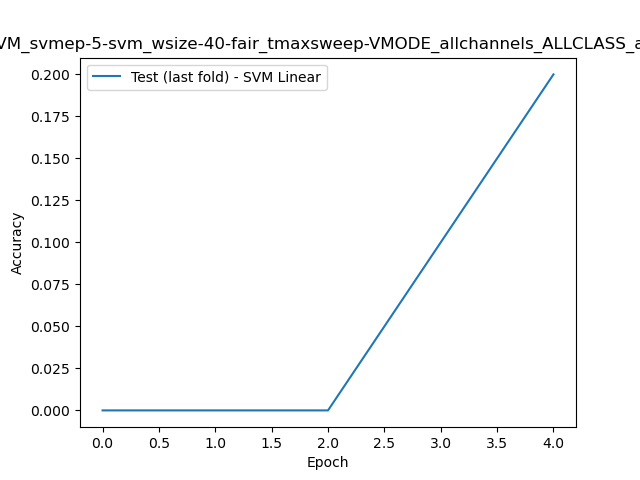 VM_svmep-5-svm_wsize-40-fair_tmaxsweep-VMODE_allchannels_ALLCLASS_a
Test (last fold) - SVM Linear
0.200
0.175
0.150
0.125
0.100
0.075
0.050
0.025
0.000
Accuracy
0.0 0.5 1.0 1.5 2.0 2.5 3.0 3.5 4.0
Epoch